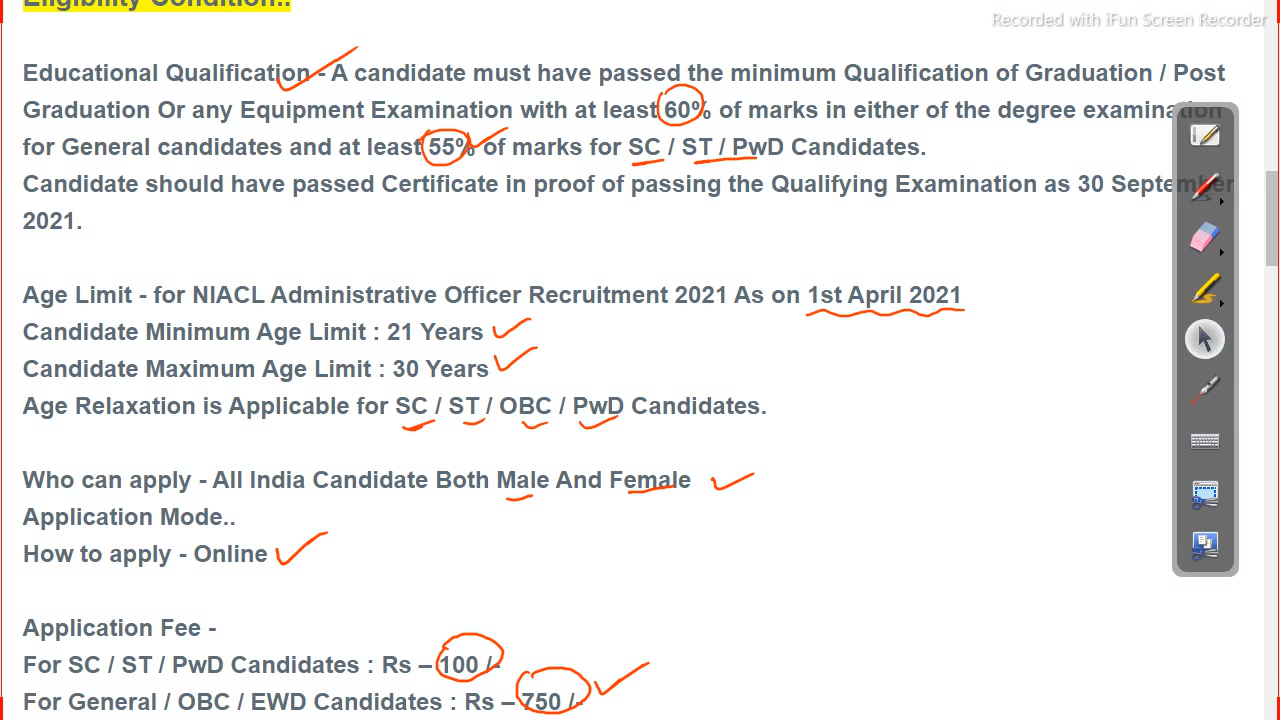 Eligibility Condition..
Recorded with iFun Screen Recorder
Educational Qualification - A candidate must have passed the minimum Qualification of Graduation / Post
Graduation Or any Equipment Examination with at least 60% of marks in either of the degree examination
for General candidates and at least 55% of marks for SC / ST / PwD Candidates.
Candidate should have passed Certificate in proof of passing the Qualifying Examination as 30 September
2021.
Age Limit - for NIACL Administrative Officer Recruitment 2021 As on 1st April 2021
Candidate Minimum Age Limit : 21 Years
Candidate Maximum Age Limit : 30 Years
Age Relaxation is Applicable for SC / ST / OBC / PwD Candidates.
Who can apply - All India Candidate Both Male And Female
Application Mode..
How to apply - Online
Application Fee -
For SC / ST / PwD Candidates : Rs – 100 /-
For General / OBC / EWD Candidates : Rs – 750 /-